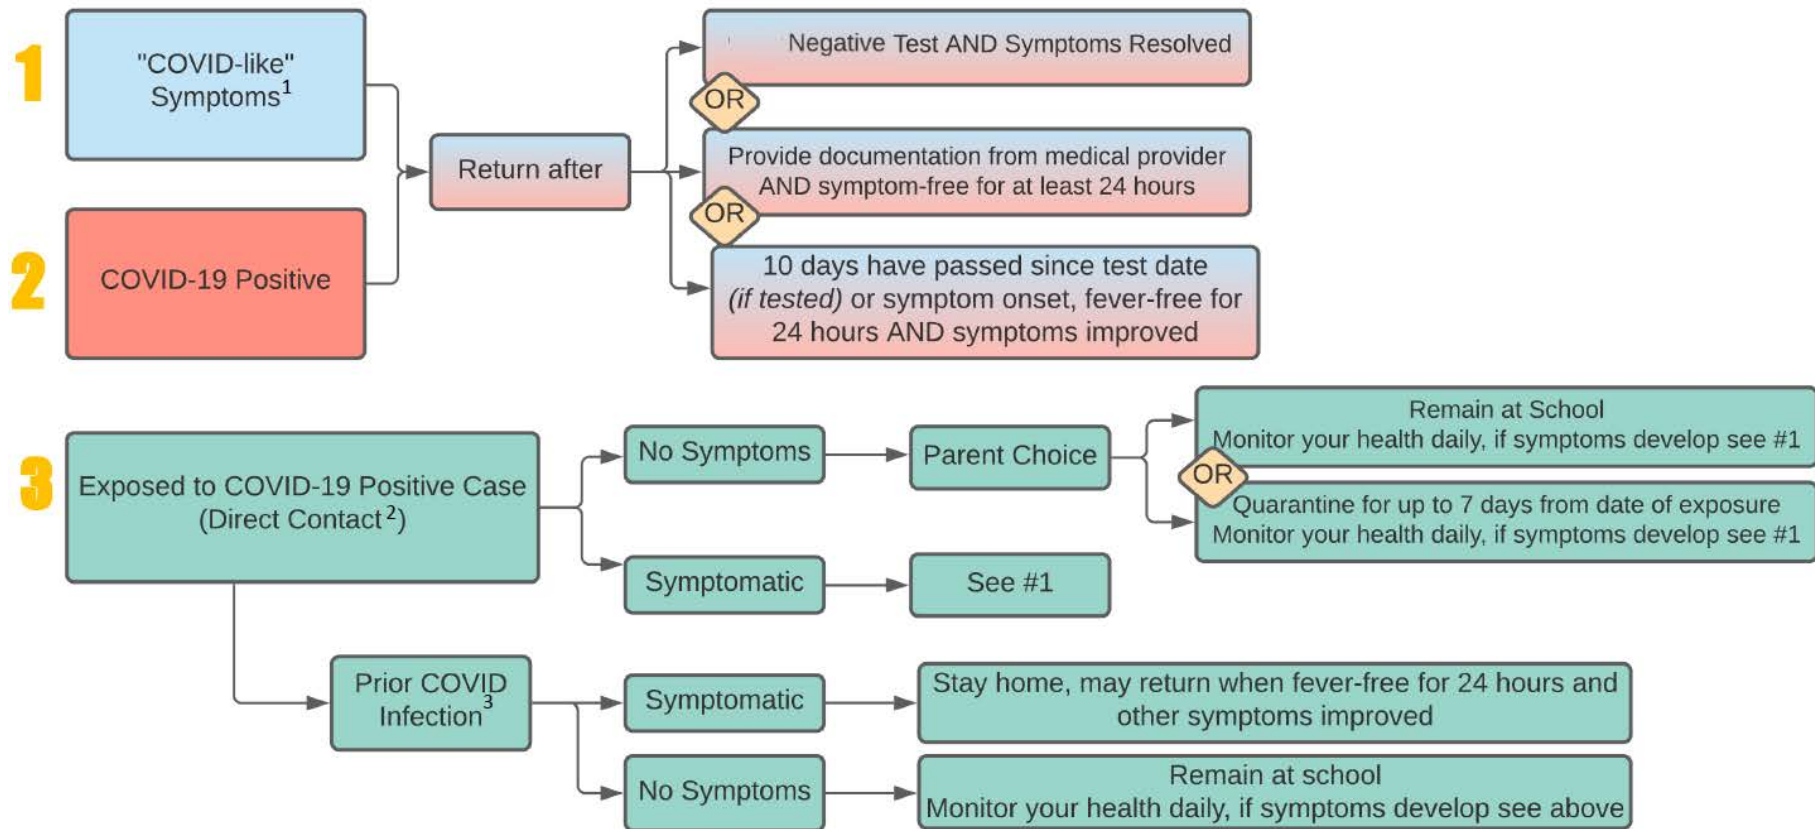 1
"COVID-like"
Symptoms¹
2
COVID-19 Positive
Return after
Negative Test AND Symptoms Resolved
OR
Provide documentation from medical provider
AND symptom-free for at least 24 hours
OR
10 days have passed since test date
(if tested) or symptom onset, fever-free for
24 hours AND symptoms improved
3
Exposed to COVID-19 Positive Case
(Direct Contact²)
No Symptoms
Parent Choice
Remain at School
Monitor your health daily, if symptoms develop see #1
OR
Quarantine for up to 7 days from date of exposure
Monitor your health daily, if symptoms develop see #1
Symptomatic
See #1
Prior COVID
Infection³
Symptomatic
Stay home, may return when fever-free for 24 hours and
other symptoms improved
No Symptoms
Remain at school
Monitor your health daily, if symptoms develop see above